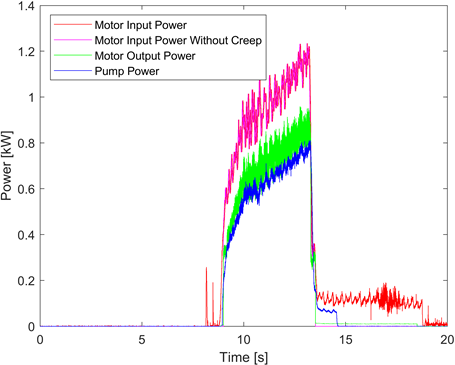 1.4
1.2
1
0.8
0.6
0.4
0.2
0
Power [kW]
Motor Input Power
Motor Input Power Without Creep
Motor Output Power
Pump Power
0 5 10 15 20
Time [s]